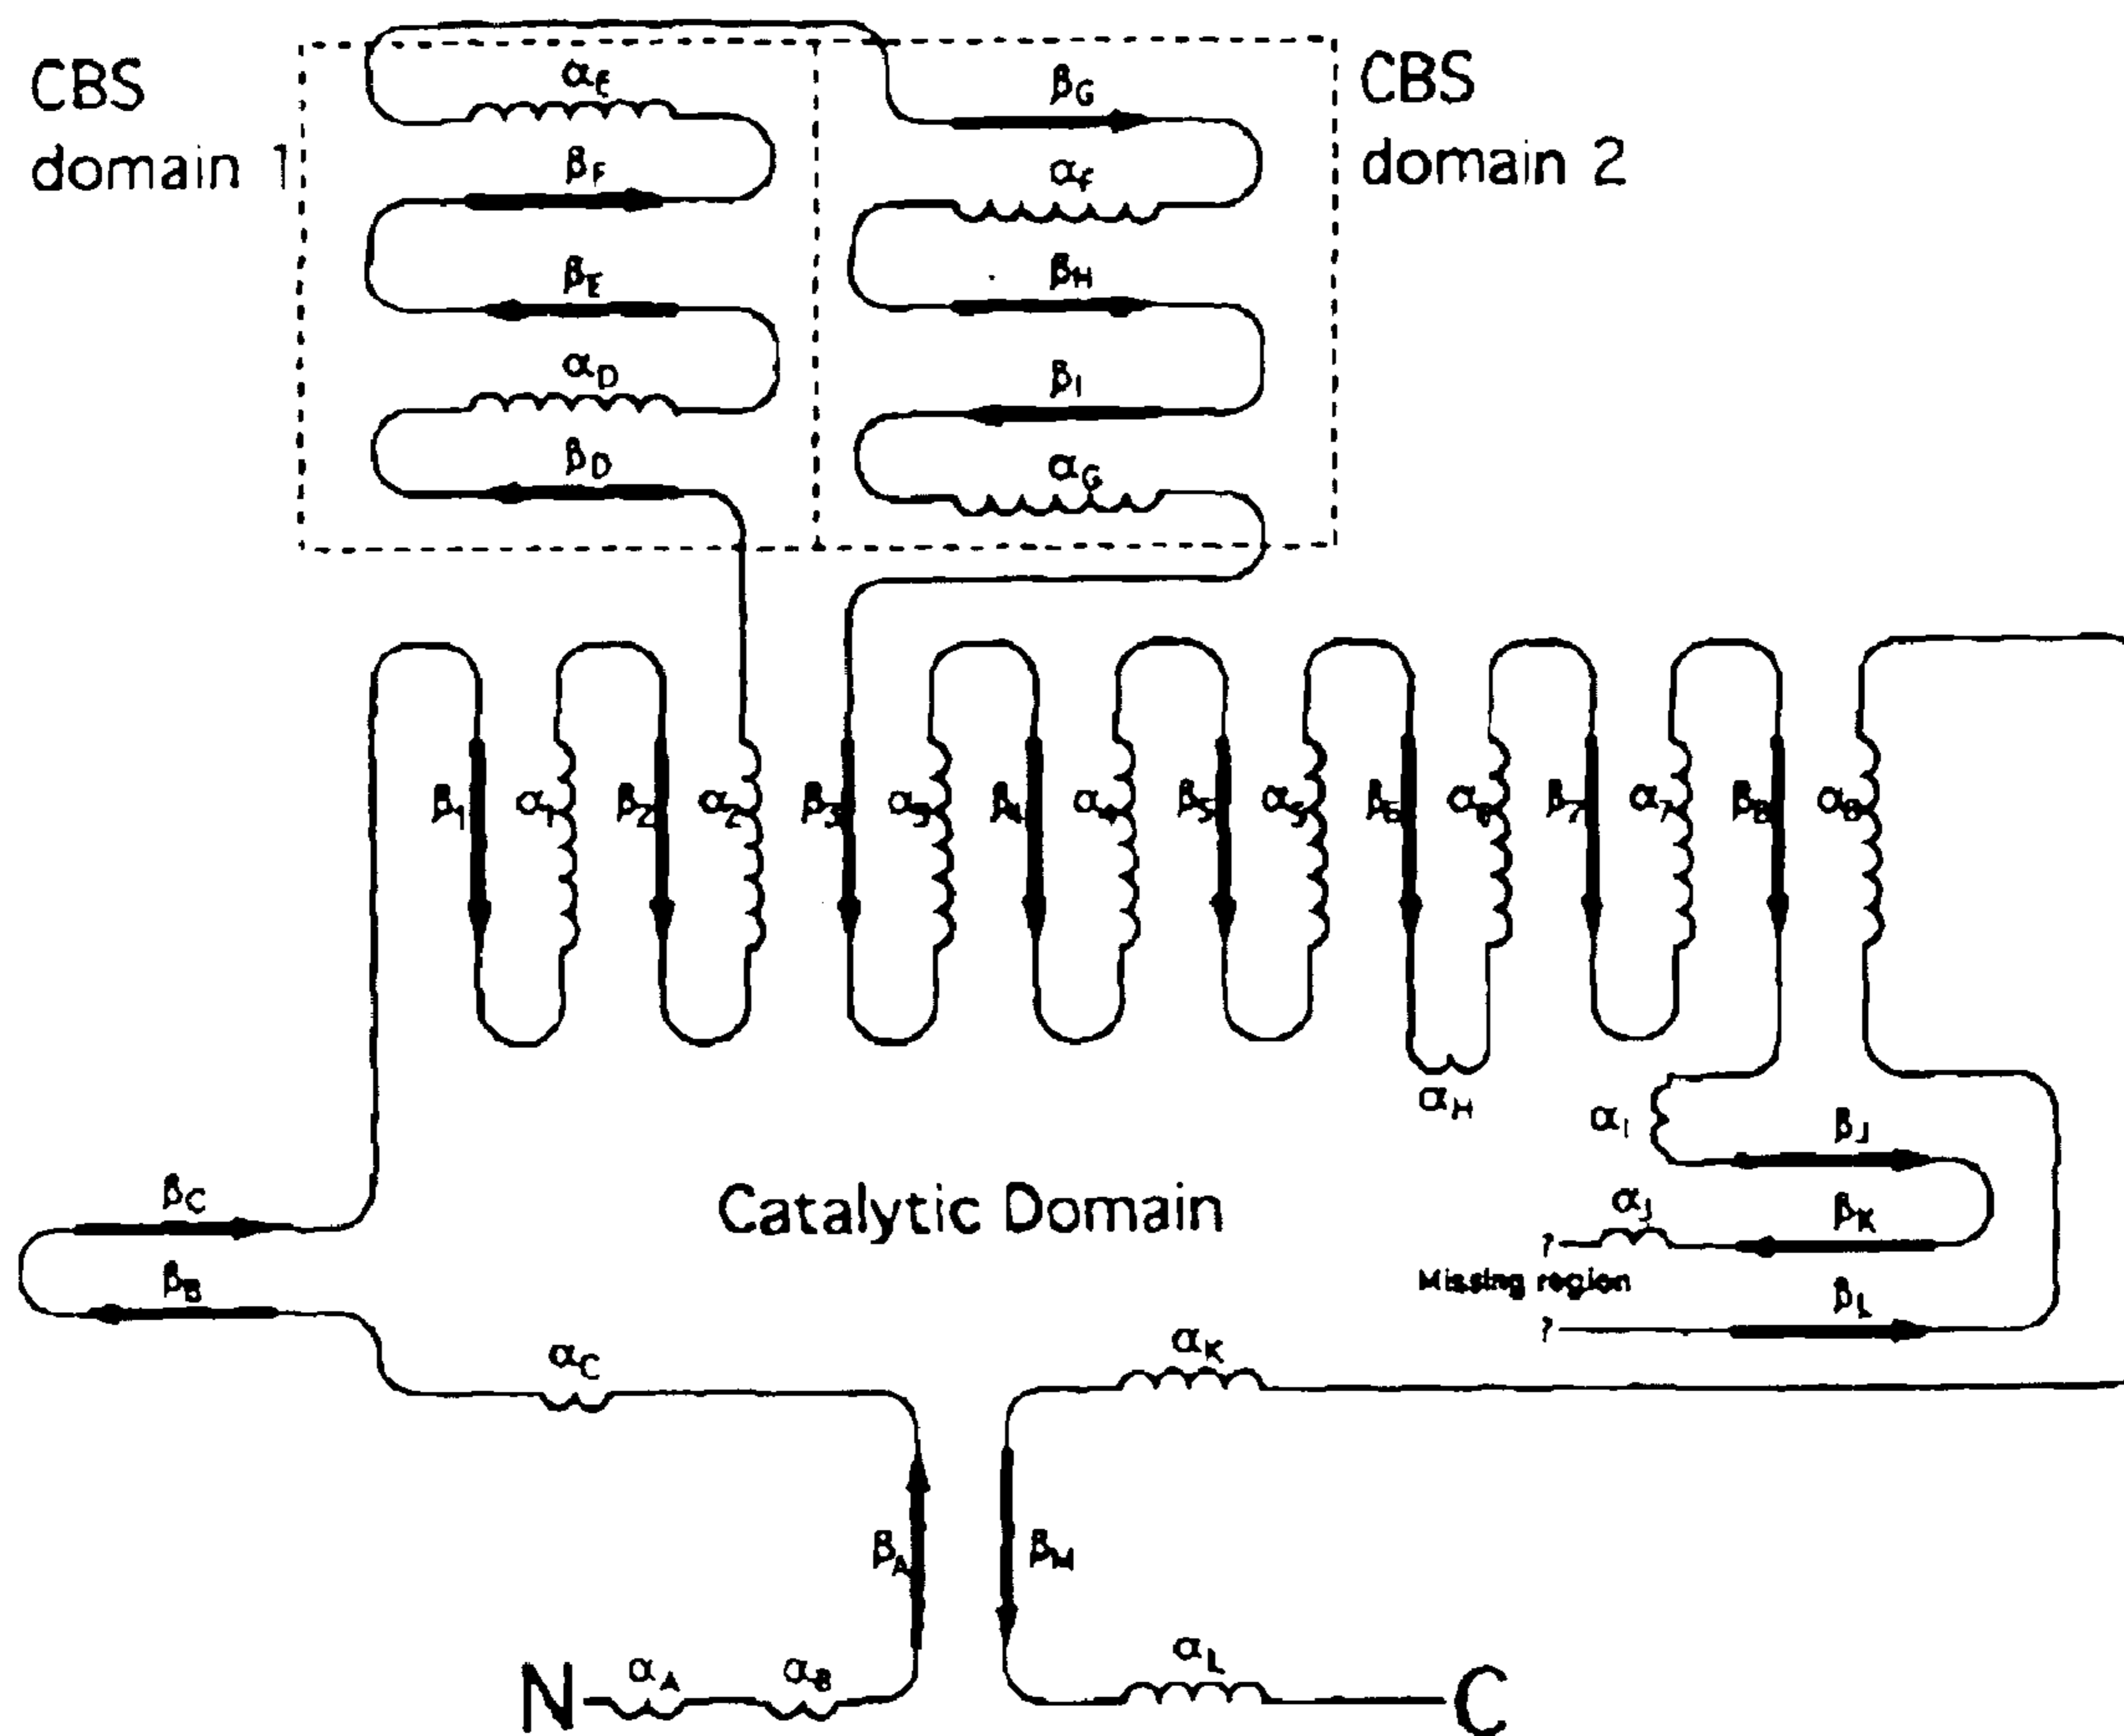 CBS
domain 1
CBS
domain 2
αE
βF
βE
αD
βD
βG
αF
βH
βI
αG
β1 α1 β2 α2 β3 α3 β4 α4 β5 α5 β6 α6 β7 α7 β8 α8
αH
αI
βJ
αJ
βK
? 
Missing region
?
βL
Catalytic Domain
βC
βB
αC
αK
βA
βM
N
αA
αB
αL
C